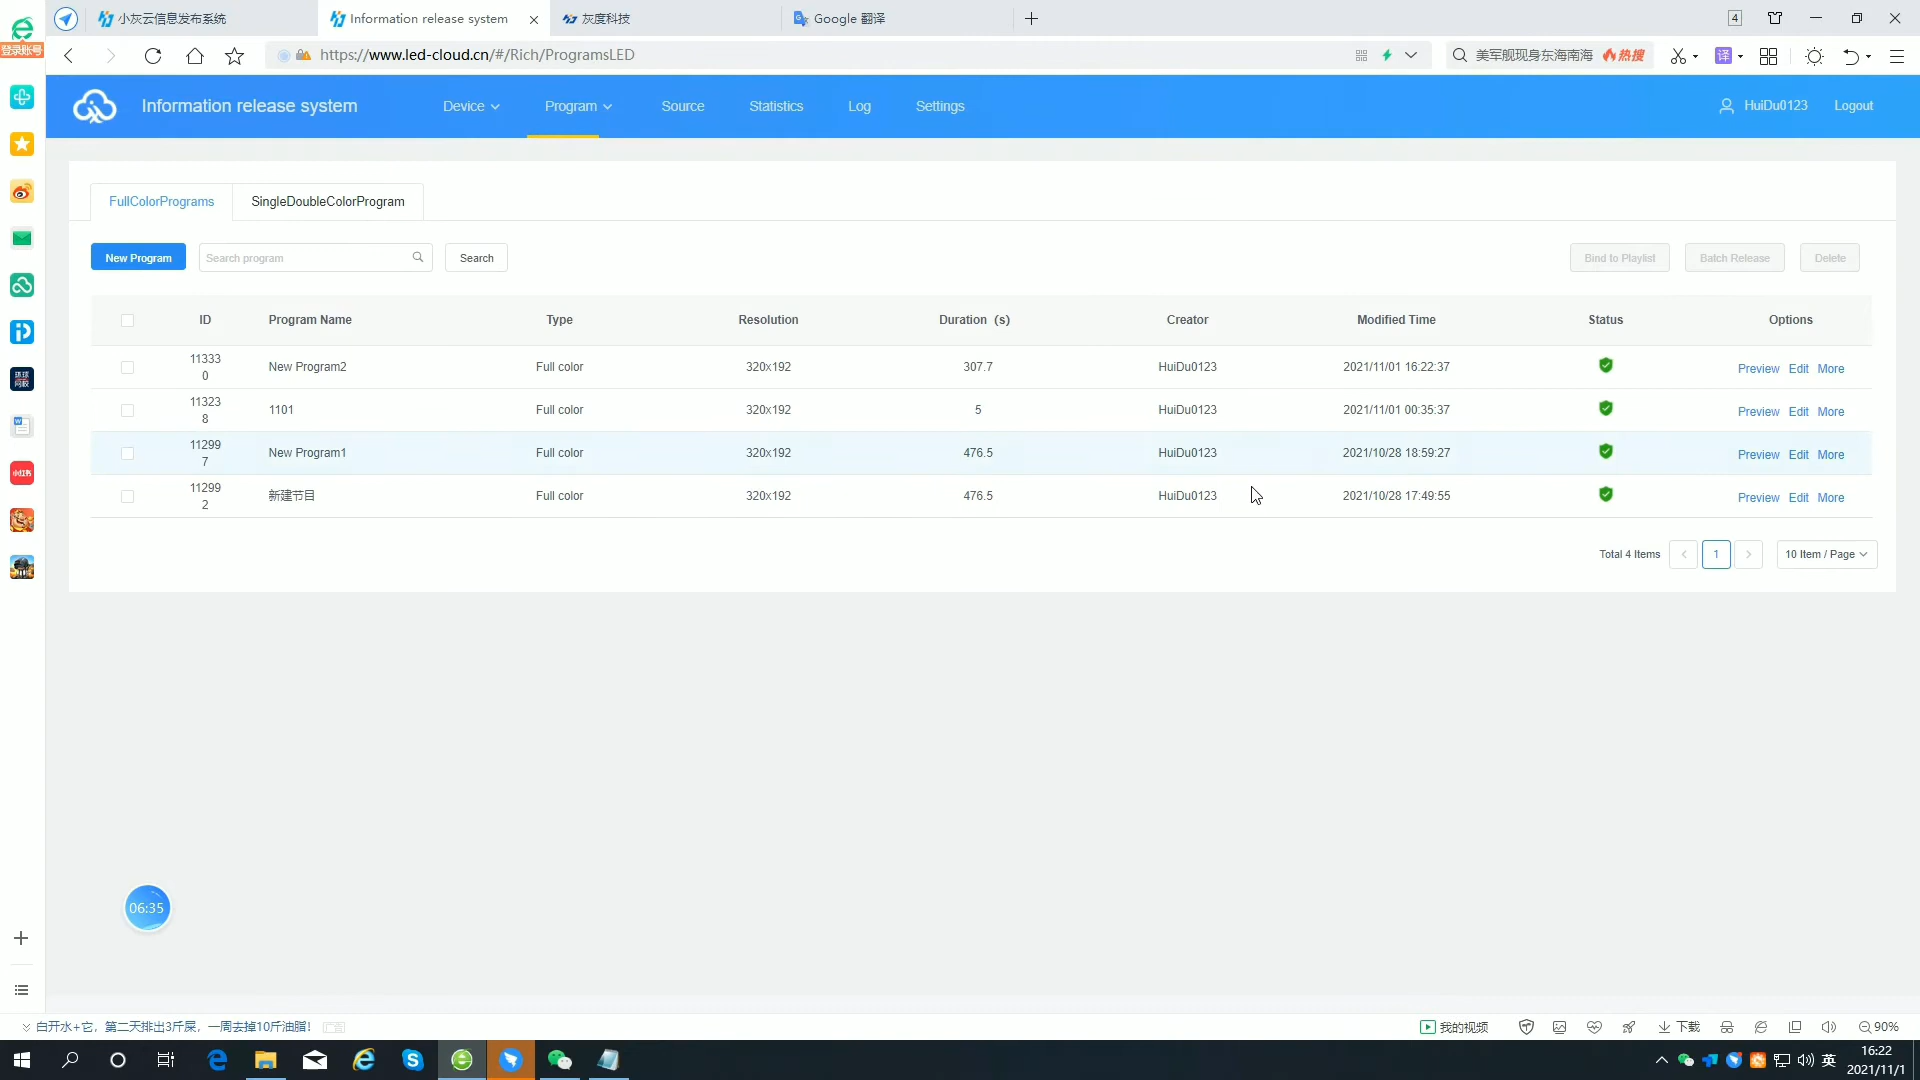 小灰云信息发布系统
Information release system
灰度科技
Google 翻译
4
登录账号
https://www.led-cloud.cn/#/Rich/ProgramsLED
美军舰现身东海南海
热搜
译
Information release system
Device
Program
Source
Statistics
Log
Settings
HuiDu0123
Logout
FullColorPrograms
SingleDoubleColorProgram
New Program
Search program
Search
Bind to Playlist
Batch Release
Delete
ID
Program Name
Type
Resolution
Duration (s)
Creator
Modified Time
Status
Options
11333
0
New Program2
Full color
320x192
307.7
HuiDu0123
2021/11/01 16:22:37
Preview Edit More
11323
8
1101
Full color
320x192
5
HuiDu0123
2021/11/01 00:35:37
Preview Edit More
11299
7
New Program1
Full color
320x192
476.5
HuiDu0123
2021/10/28 18:59:27
Preview Edit More
11299
2
新建节目
Full color
320x192
476.5
HuiDu0123
2021/10/28 17:49:55
Preview Edit More
Total 4 Items
1
10 Item / Page
小红书
06:35
白开水+它，第二天排出3斤屎，一周去掉10斤油脂！
我的视频
下载
90%
英
16:22
2021/11/1